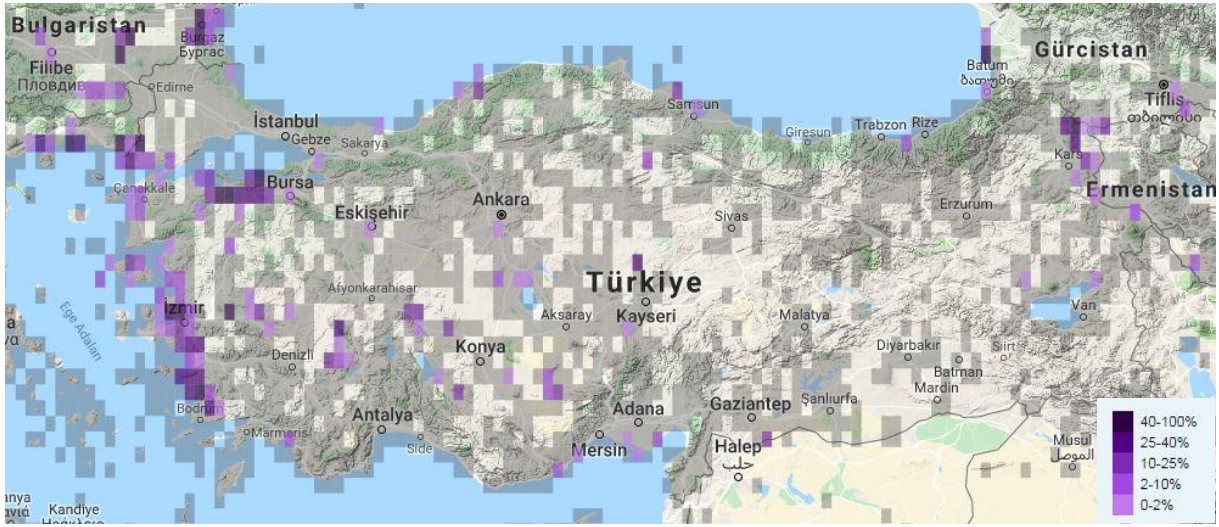 Bulgaristan
Burgaz
Бургас
Filibe
Пловдив
Edirne
İstanbul
Gebze
Sakarya
Çanakkale
Bursa
Eskişehir
Ankara
Samsun
Giresun
Trabzon
Rize
Batum
ბათუმი
Gürcistan
Tiflis
თბილისი
Kars
Ermenistan
Erzurum
Sivas
Türkiye
Kayseri
Afyonkarahisar
Aksaray
Malatya
Van
İzmir
Ege Adaları
Denizli
Konya
Diyarbakır
Siirt
Batman
Mardin
Bodrum
Marmaris
Antalya
Side
Mersin
Adana
Gaziantep
Şanlıurfa
Halep
حلب
Musul
الموصل
Kandiye
40-100%
25-40%
10-25%
2-10%
0-2%